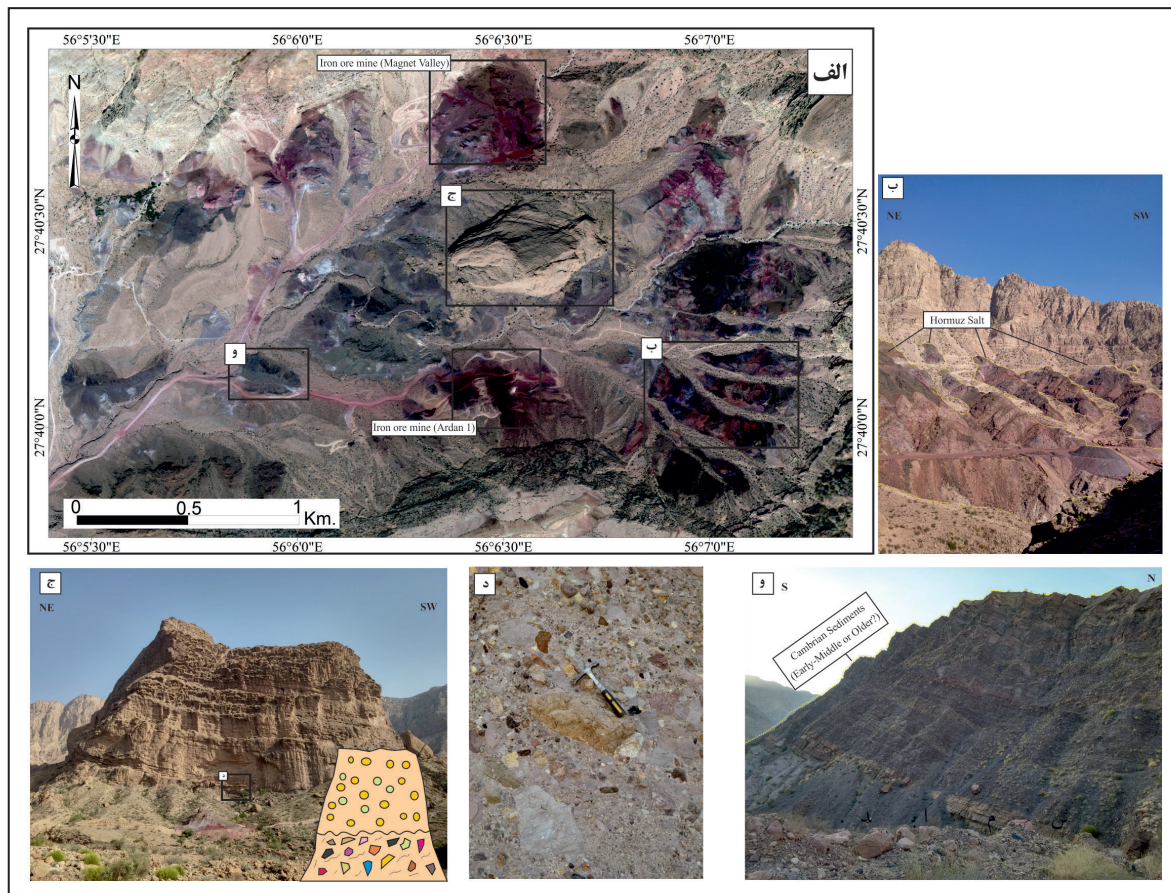 56°5'30"E 56°6'0"E 56°6'30"E 56°7'0"E
الف
Iron ore mine (Magnet Valley)
N
27°40'30"N
27°40'30"N
ج
و
ب
27°40'0"N
27°40'0"N
Iron ore mine (Ardan 1)
0 0.5 1
Km.
56°5'30"E 56°6'0"E 56°6'30"E 56°7'0"E
ب
NE SW
Hormuz Salt
ج
NE SW
د
د
و
S N
Cambrian Sediments
(Early-Middle or Older?)